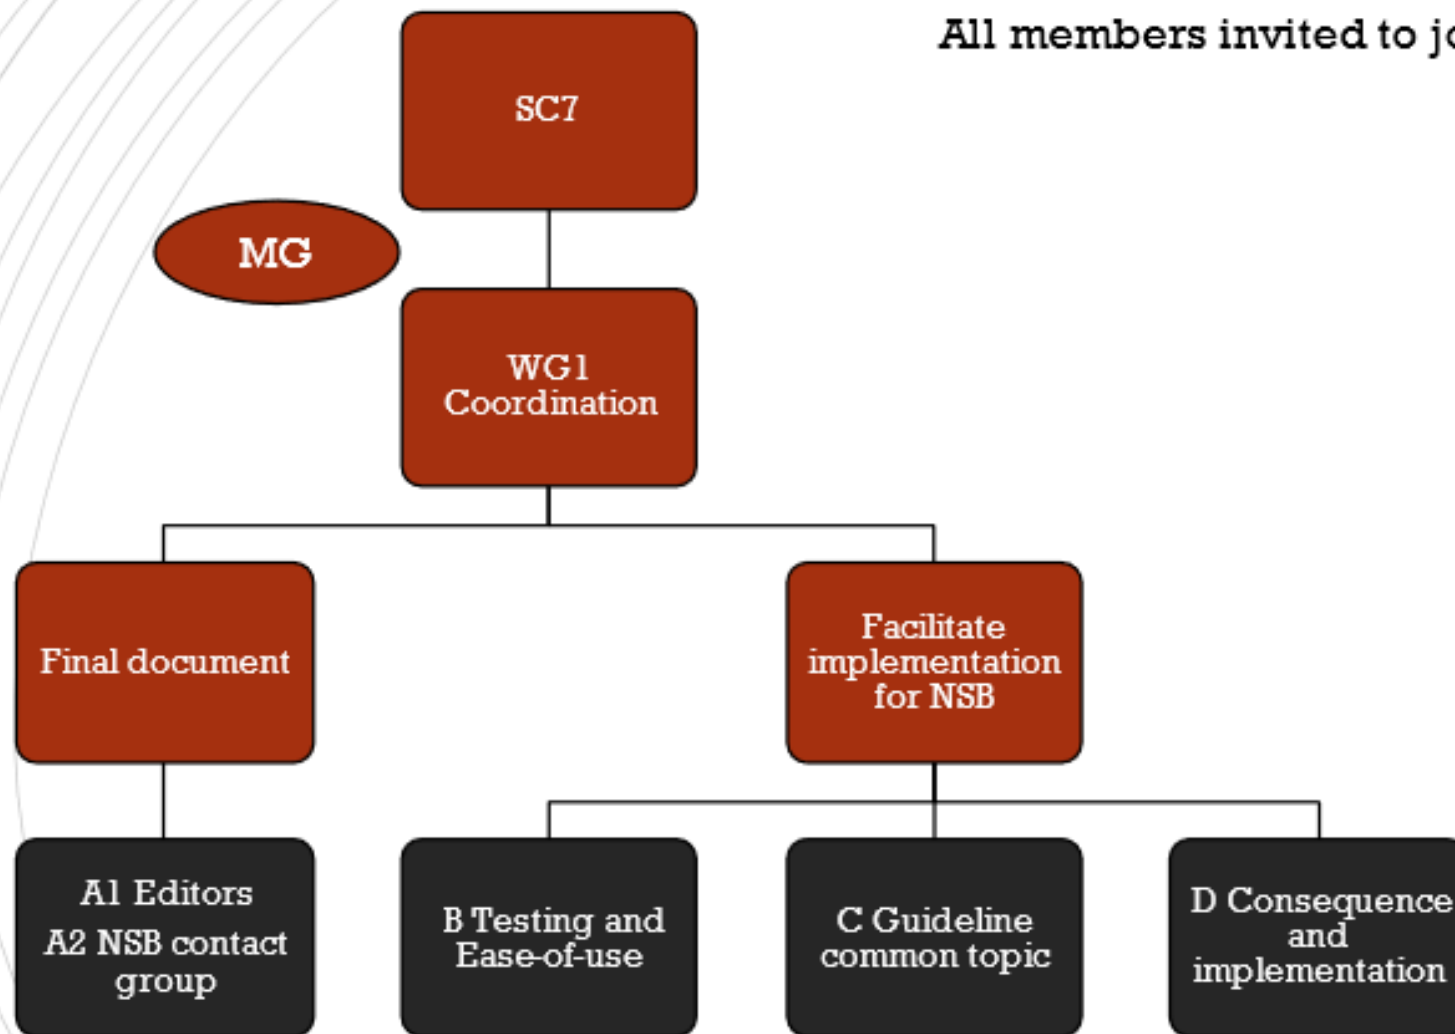 All members invited to
SC7
MG
WG1
Coordination
Final document
Facilitate
implementation
for NSB
A1 Editors
A2 NSB contact
group
B Testing and
Ease-of-use
C Guideline
common topic
D Consequence
and
implementation